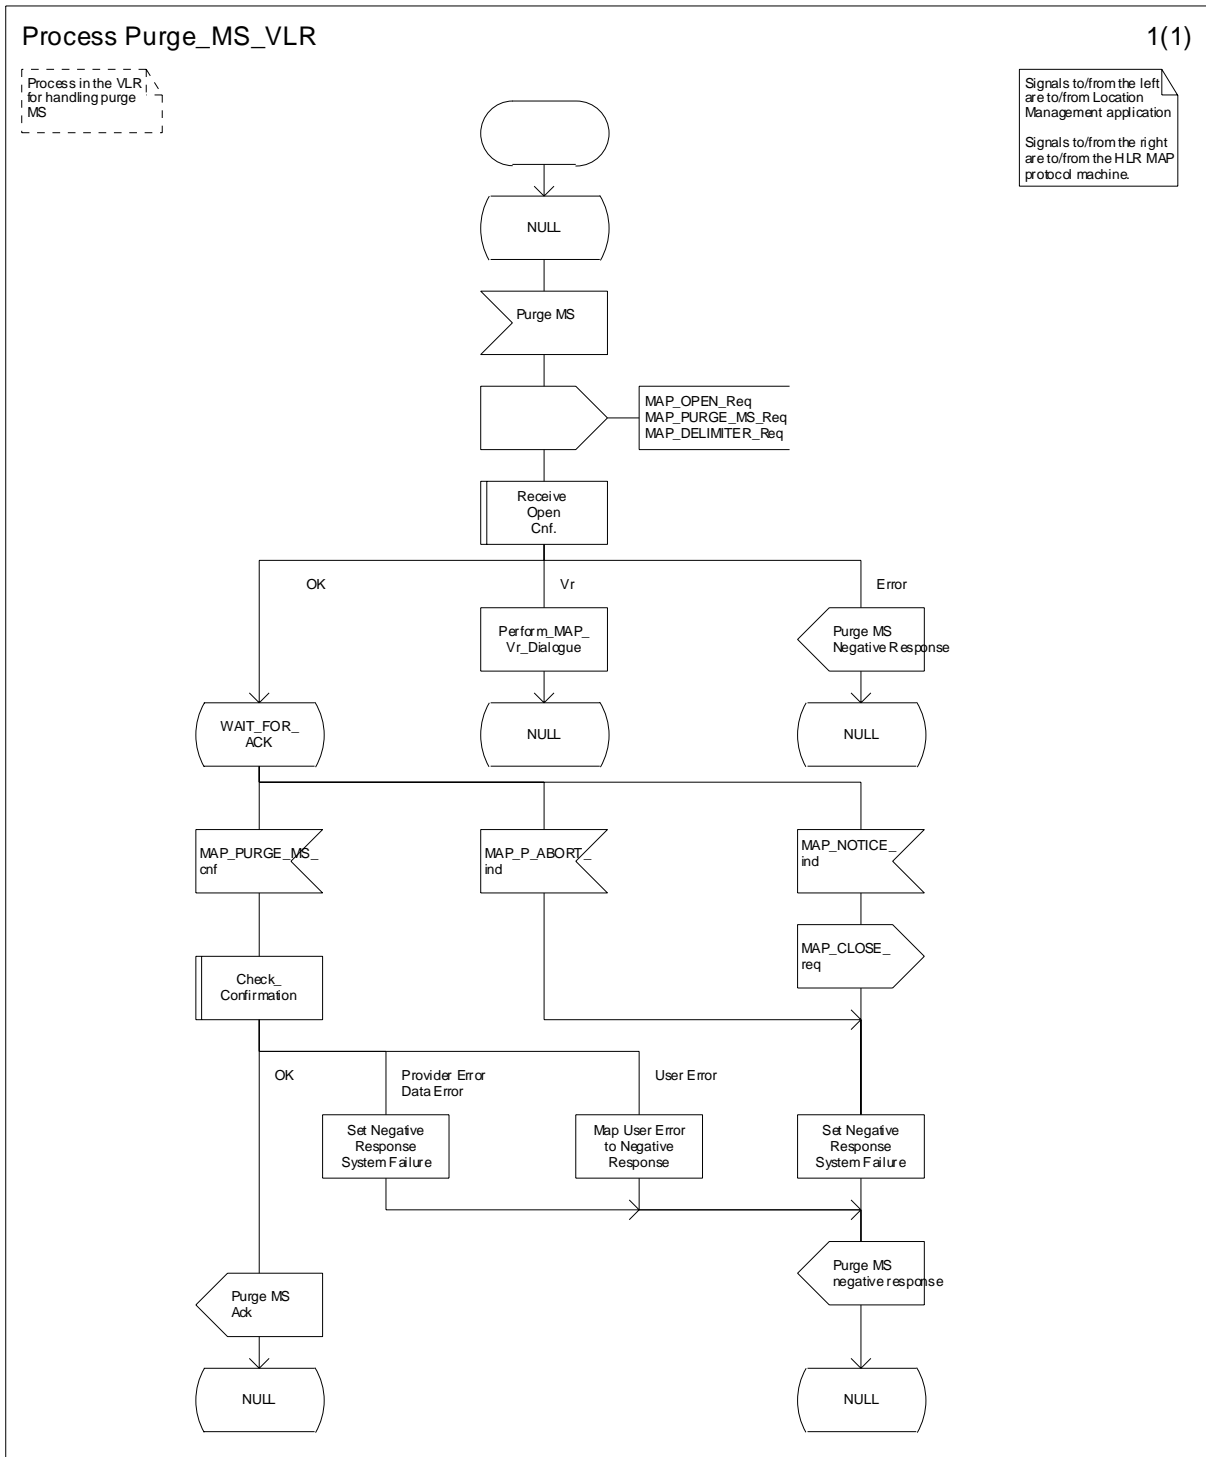 Process Purge_MS_VLR
1(1)
Process in the VLR
for handling purge
MS
Signals to/from the left
are to/from Location
Management application
Signals to/from the right
are to/from the HLR MAP
protocol machine.
NULL
Purge MS
MAP_OPEN_Req
MAP_PURGE_MS_Req
MAP_DELIMITER_Req
Receive
Open
Cnf.
OK
Vr
Error
Perform_MAP_
Vr_Dialogue
Purge MS
Negative Response
WAIT_FOR_
ACK
NULL
NULL
MAP_PURGE_MS_
cnf
MAP_P_ABORT_
ind
MAP_NOTICE_
ind
MAP_CLOSE_
req
Check_
Confirmation
OK
Provider Error
Data Error
User Error
Set Negative
Response
System Failure
Map User Error
to Negative
Response
Set Negative
Response
System Failure
Purge MS
negative response
Purge MS
Ack
NULL
NULL